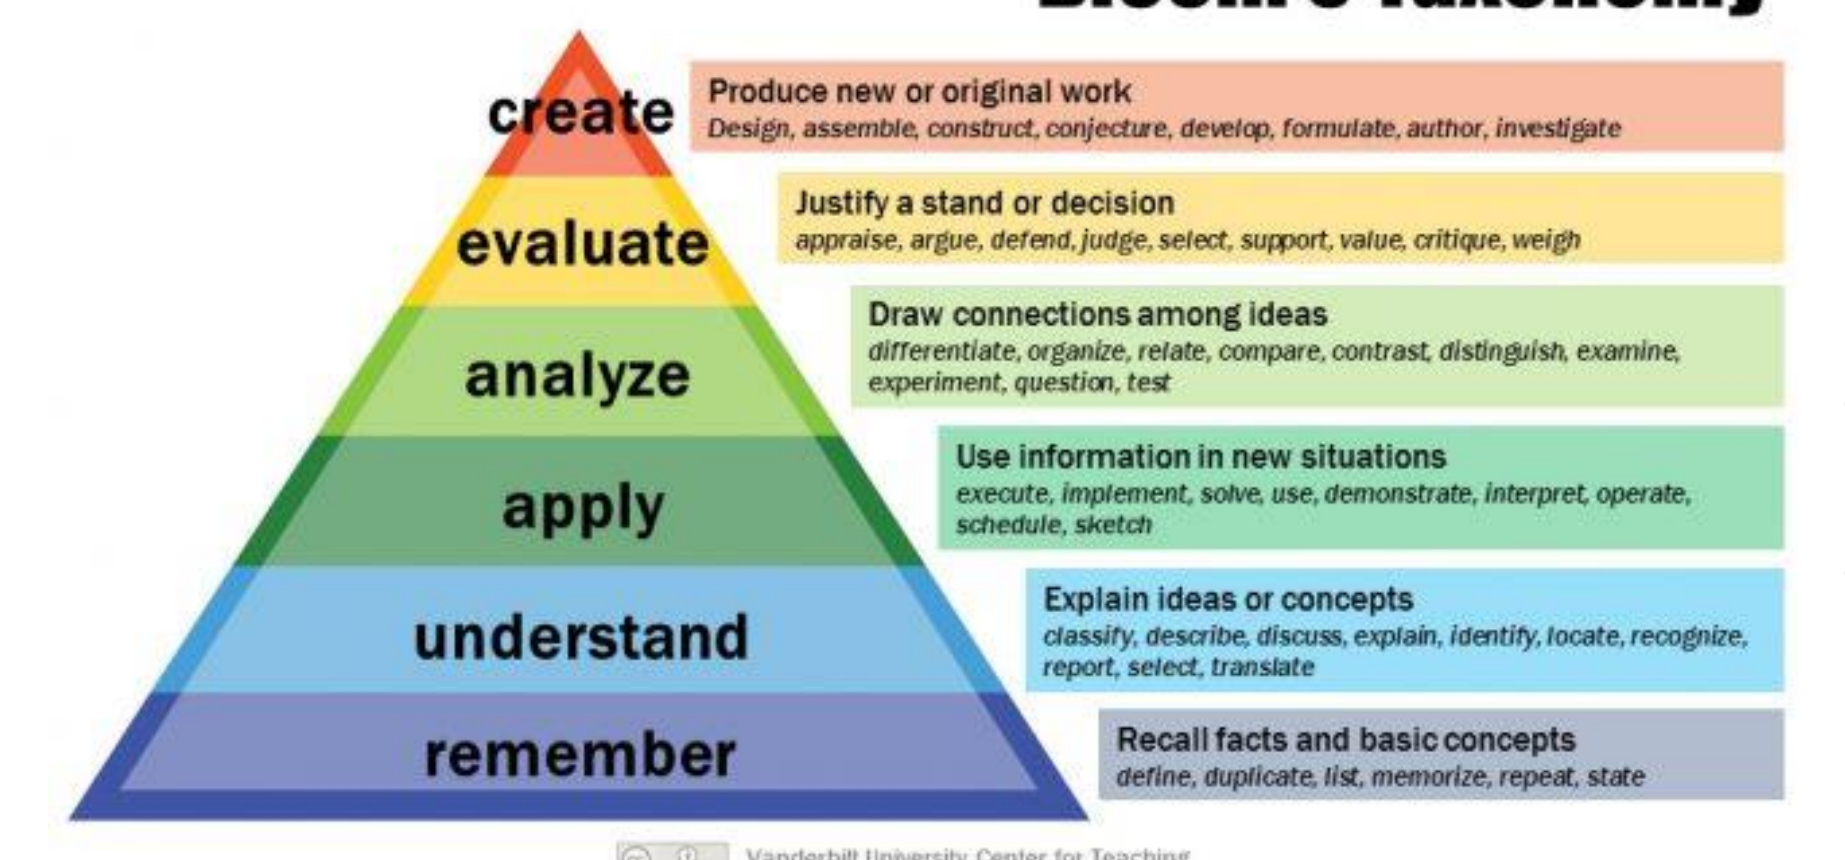 Bloom's Taxonomy
create
Produce new or original work
Design, assemble, construct, conjecture, develop, formulate, author, investigate
evaluate
Justify a stand or decision
appraise, argue, defend, judge, select, support, value, critique, weigh
analyze
Draw connections among ideas
differentiate, organize, relate, compare, contrast, distinguish, examine,
experiment, question, test
apply
Use information in new situations
execute, implement, solve, use, demonstrate, interpret, operate,
schedule, sketch
understand
Explain ideas or concepts
classify, describe, discuss, explain, identify, locate, recognize,
report, select, translate
remember
Recall facts and basic concepts
define, duplicate, list, memorize, repeat, state
Vanderbilt University Center for Teaching